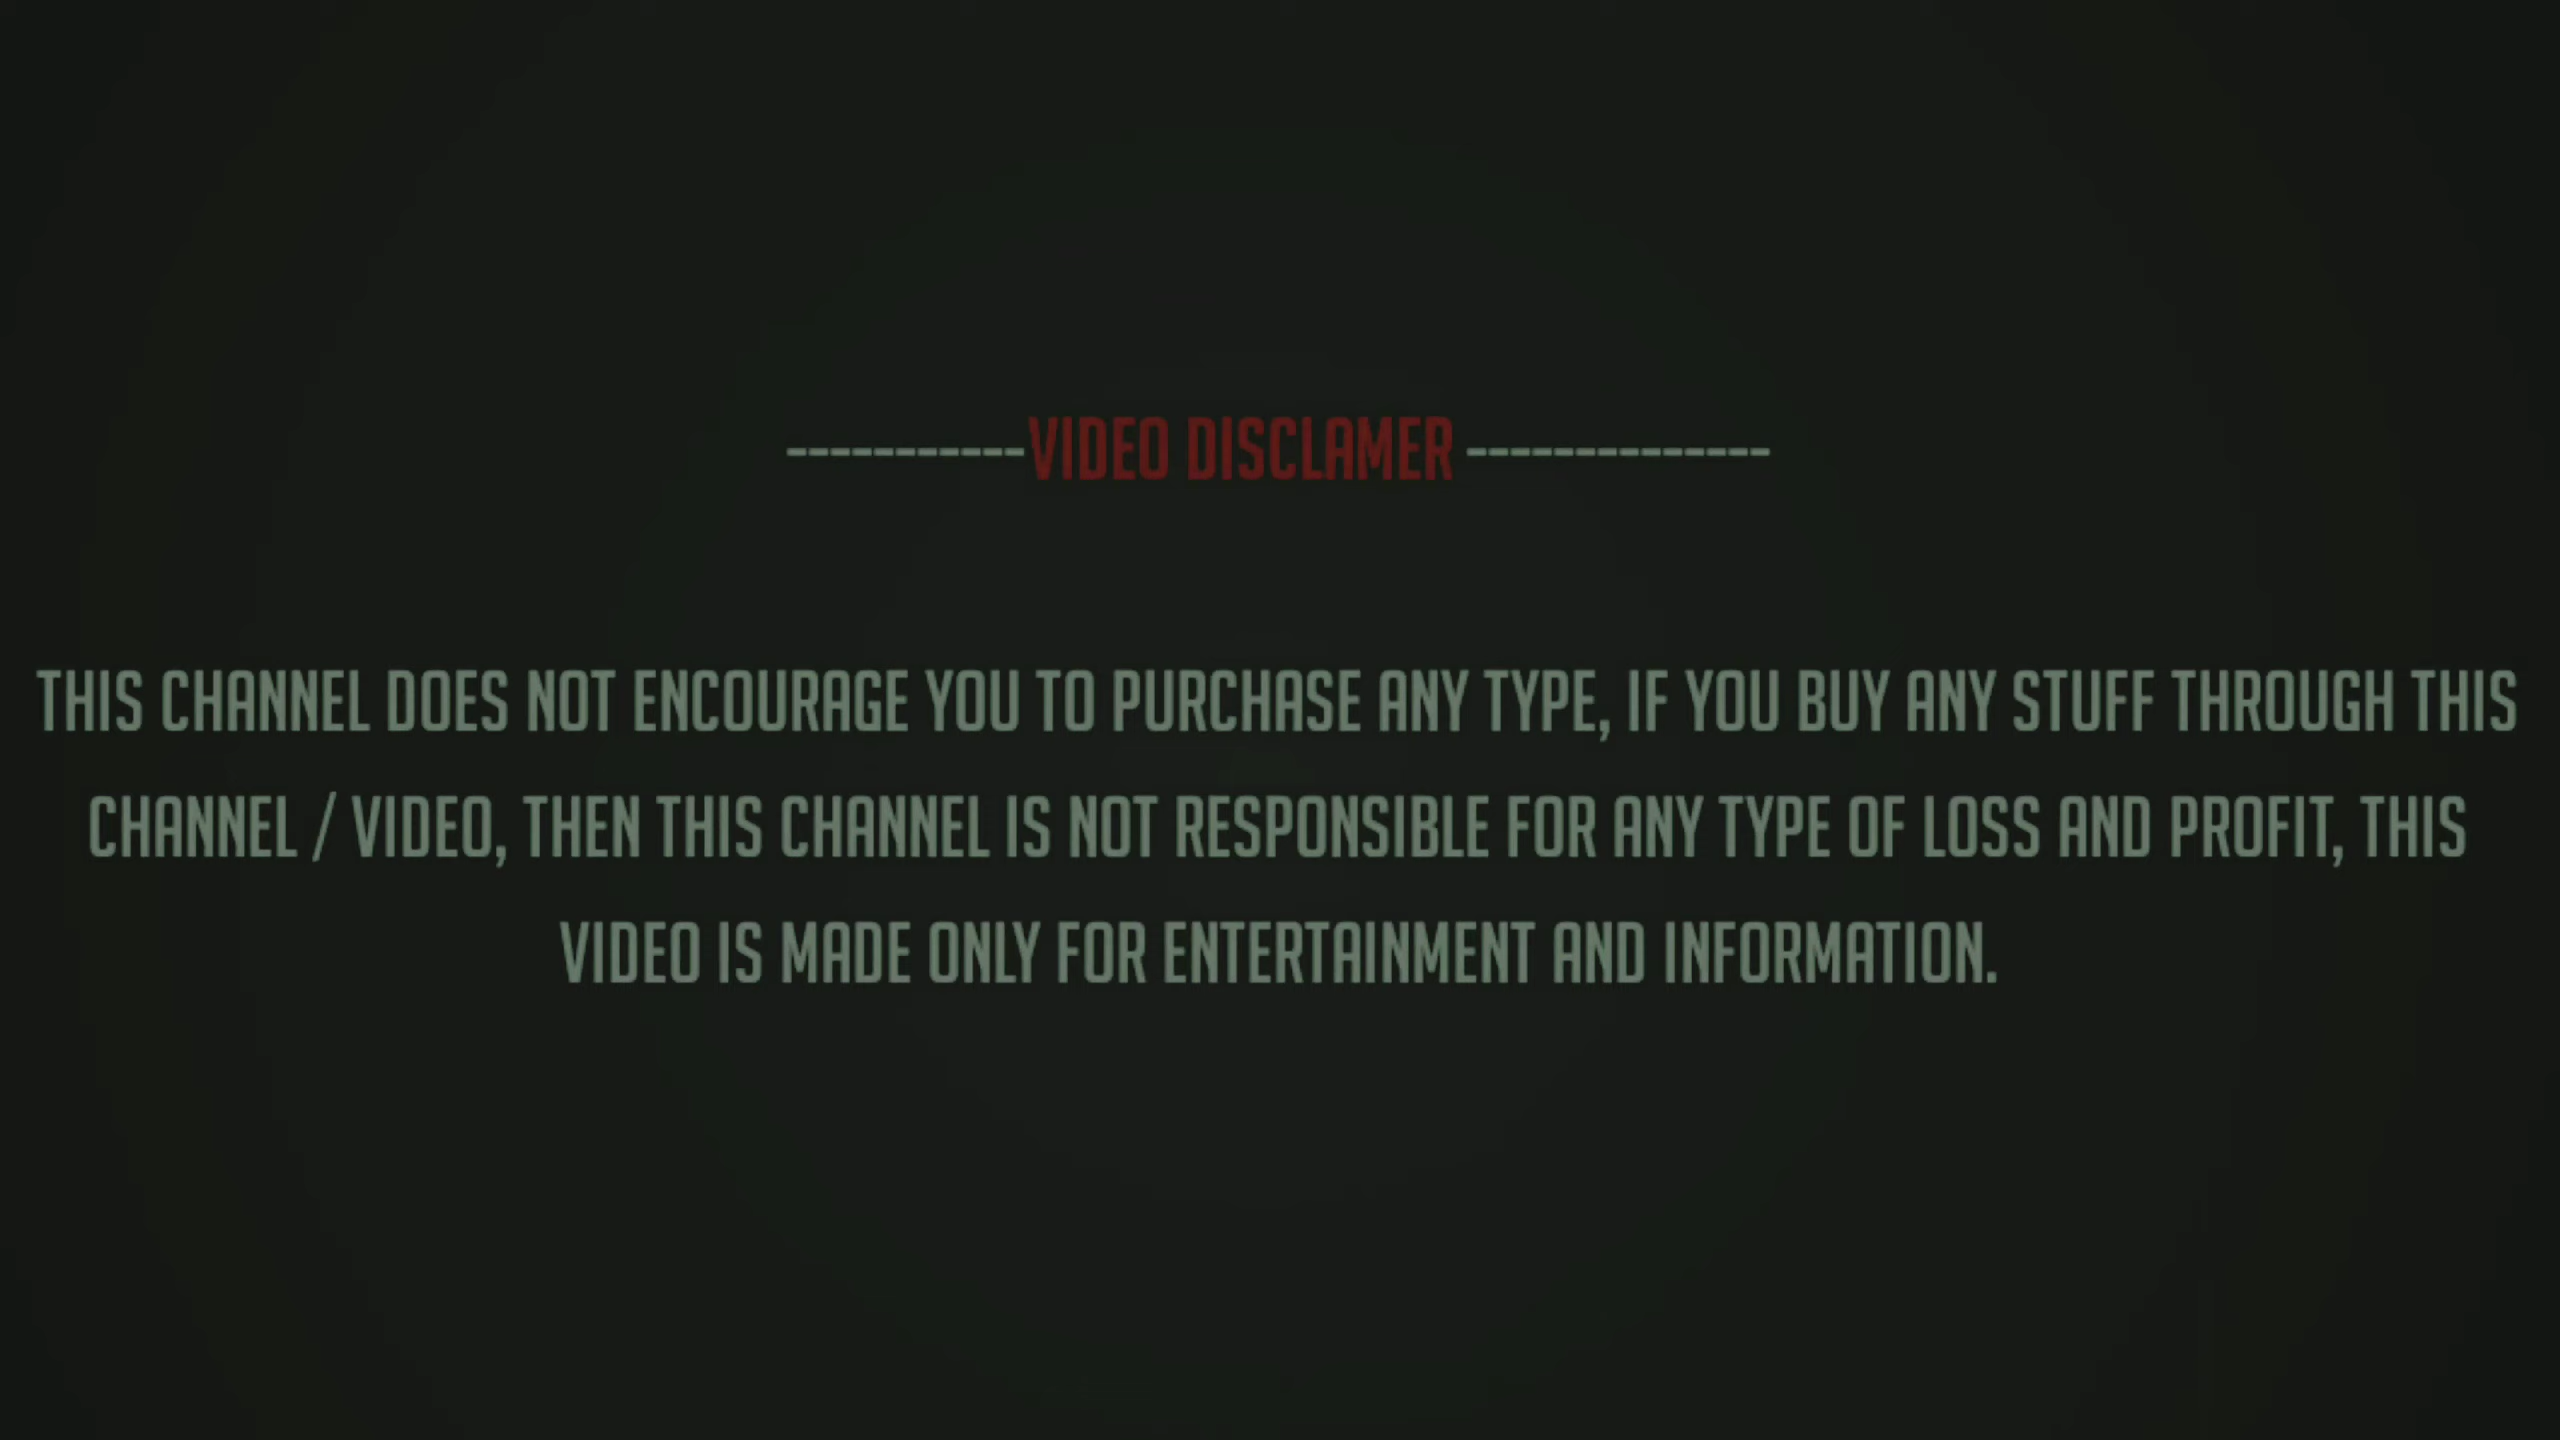 -----------VIDEO DISCLAMER--------------
THIS CHANNEL DOES NOT ENCOURAGE YOU TO PURCHASE ANY TYPE, IF YOU BUY ANY STUFF THROUGH THIS
CHANNEL / VIDEO, THEN THIS CHANNEL IS NOT RESPONSIBLE FOR ANY TYPE OF LOSS AND PROFIT, THIS
VIDEO IS MADE ONLY FOR ENTERTAINMENT AND INFORMATION.